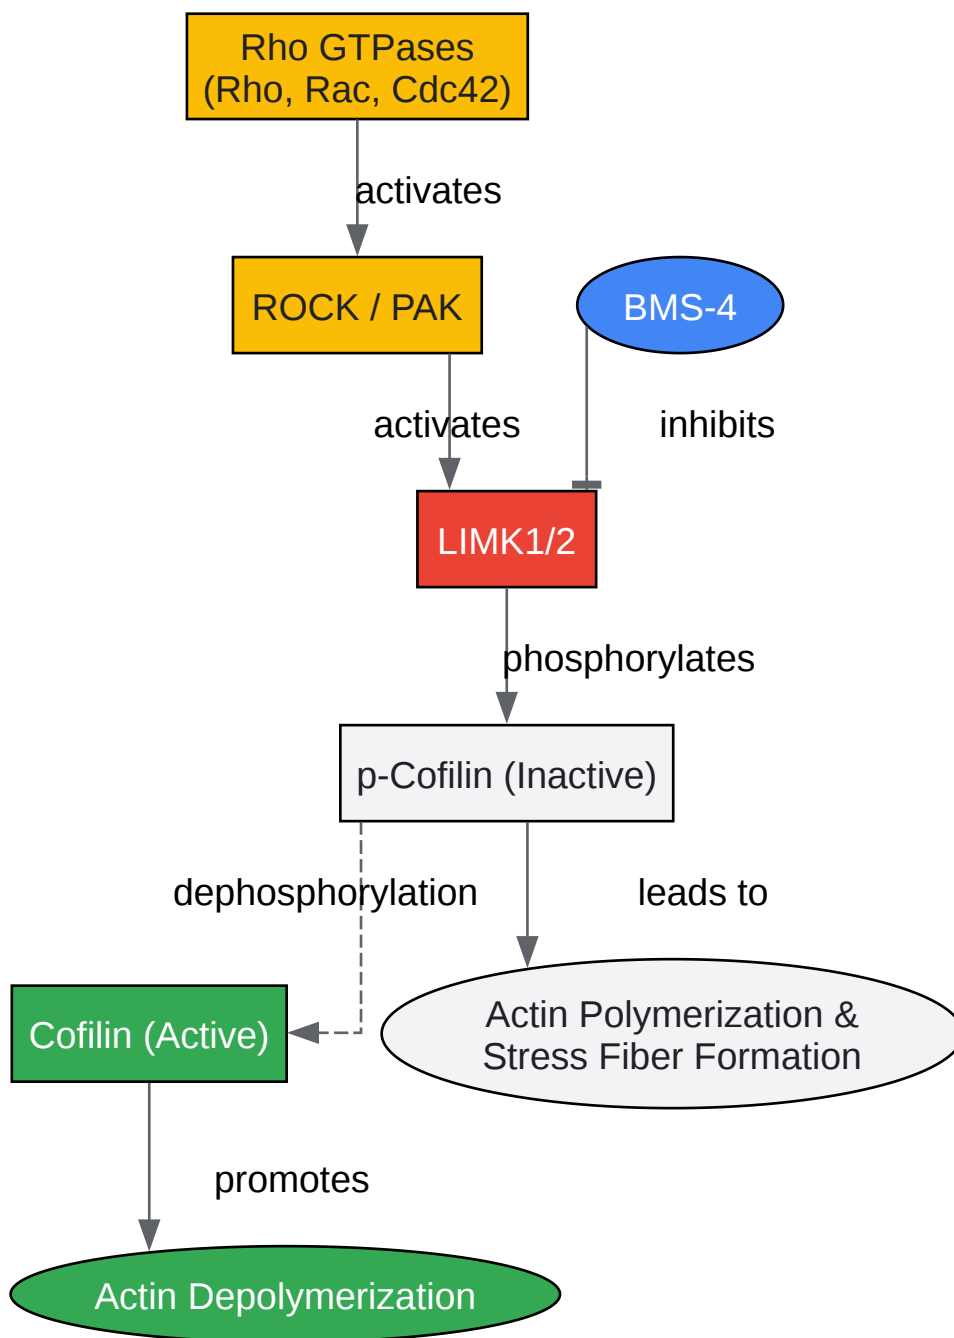 Rho GTPases
(Rho, Rac, Cdc42)
activates
ROCK / PAK
BMS-4
activates
inhibits
LIMK1/2
phosphorylates
p-Cofilin (Inactive)
dephosphorylation
leads to
Actin Polymerization &
Stress Fiber Formation
Cofilin (Active)
promotes
Actin Depolymerization